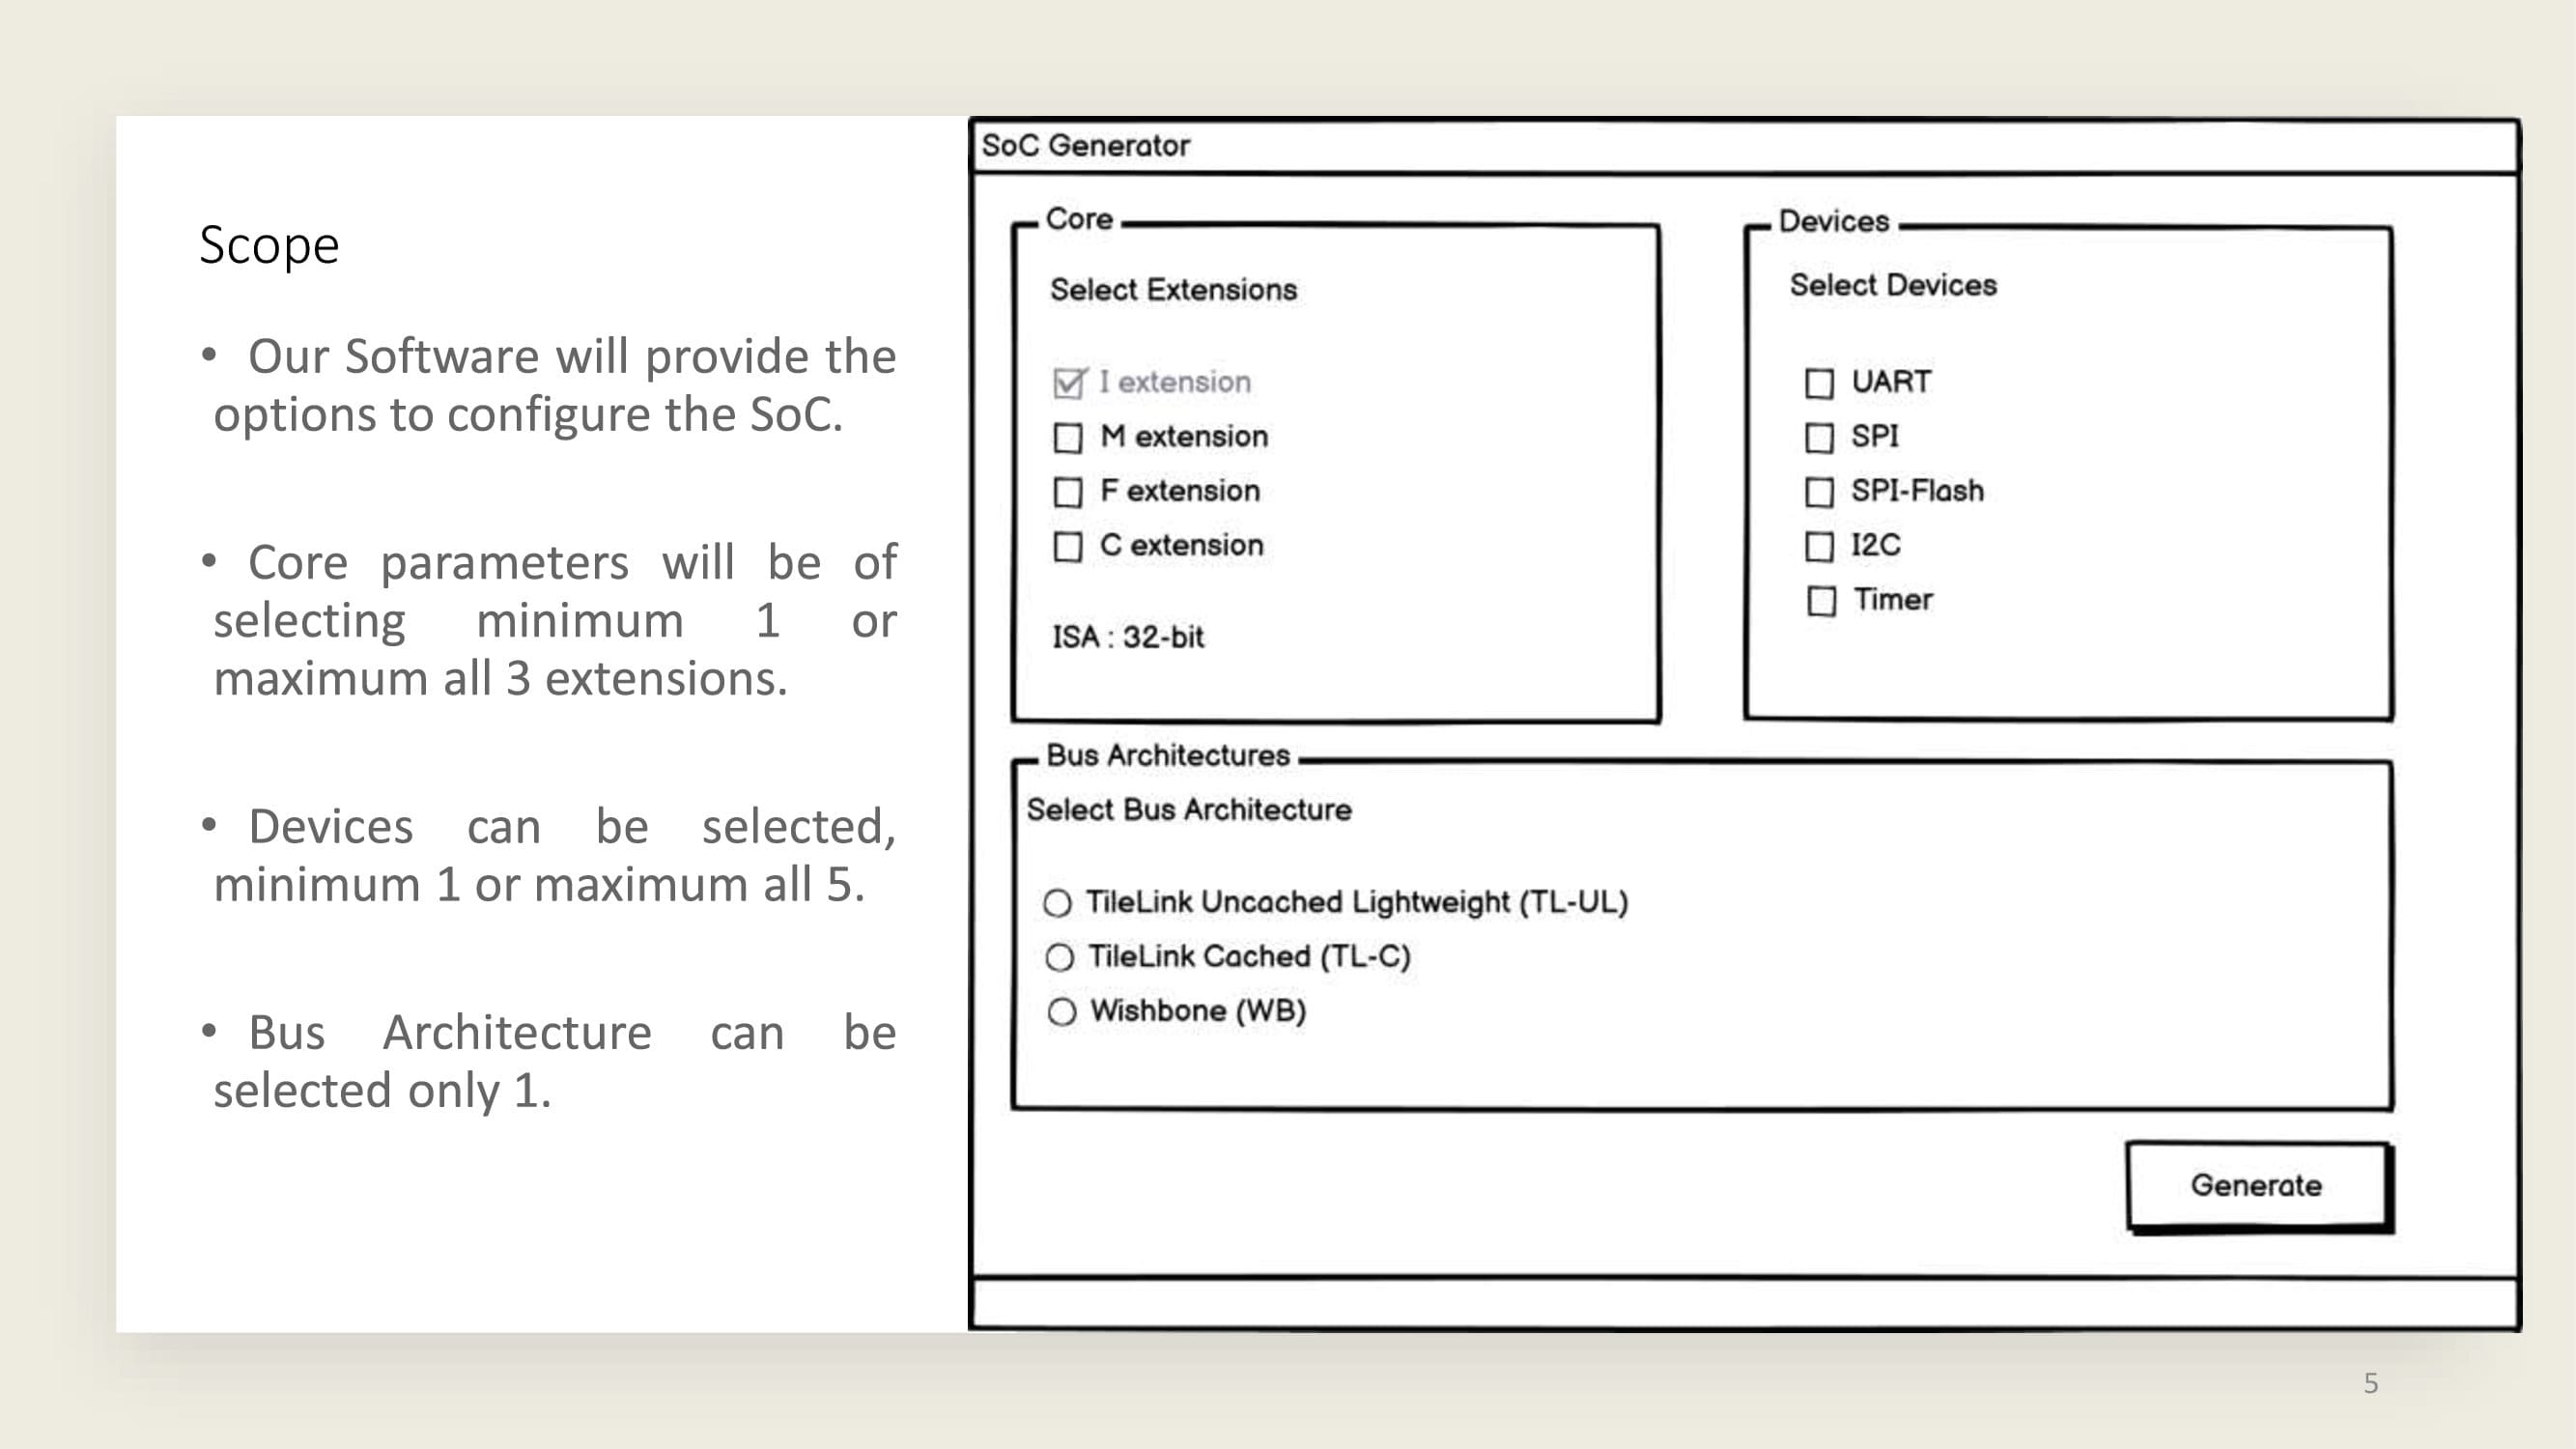 Scope
• Our Software will provide the
options to configure the SoC.
• Core parameters will be of
selecting minimum 1 or
maximum all 3 extensions.
• Devices can be selected,
minimum 1 or maximum all 5.
• Bus Architecture can be
selected only 1.
SoC Generator
Core
Select Extensions
I extension
M extension
F extension
C extension
ISA : 32-bit
Devices
Select Devices
UART
SPI
SPI-Flash
I2C
Timer
Bus Architectures
Select Bus Architecture
TileLink Uncached Lightweight (TL-UL)
TileLink Cached (TL-C)
Wishbone (WB)
Generate
5